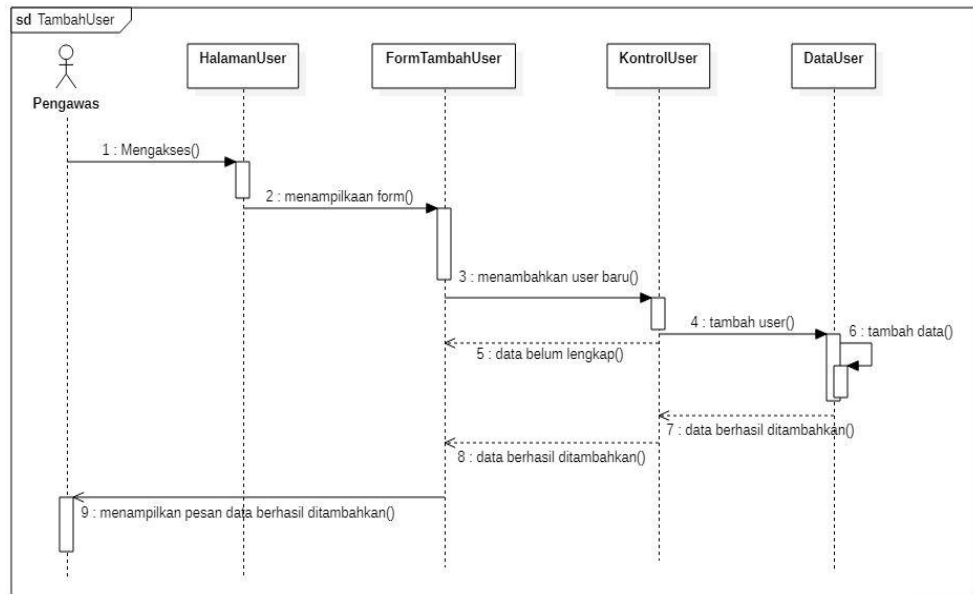 sd TambahUser
HalamanUser
FormTambahUser
KontrolUser
DataUser
Pengawas
1 : Mengakses()
2 : menampilkaan form()
3 : menambahkan user baru()
4 : tambah user()
6 : tambah data()
5 : data belum lengkap()
7 : data berhasil ditambahkan()
8 : data berhasil ditambahkan()
9 : menampilkan pesan data berhasil ditambahkan()